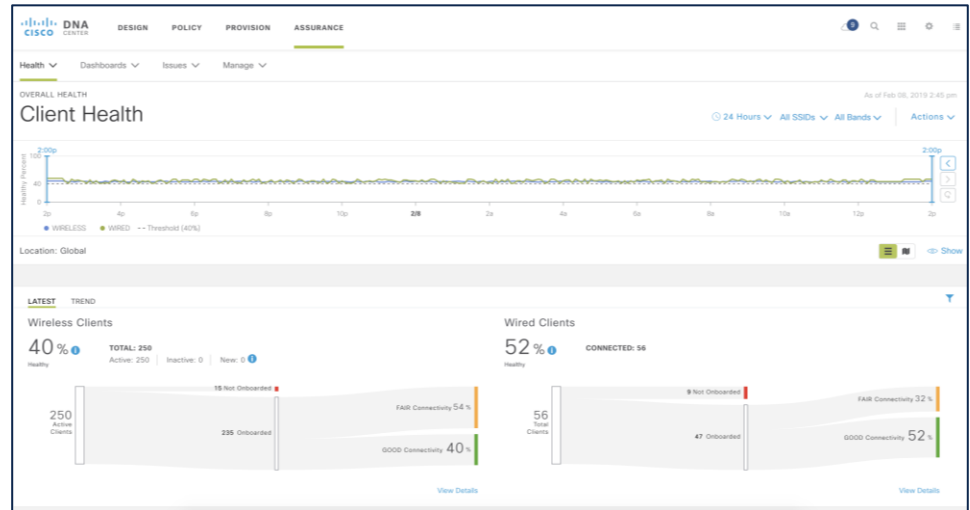 CISCO DNA CENTER DESIGN POLICY PROVISION ASSURANCE 9
Health Dashboards Issues Manage
OVERALL HEALTH As of Feb 08, 2019 2:45 pm
Client Health 24 Hours All SSIDs All Bands Actions
2:00p 2:00p
100
40
0
Healthy Percent
2p 4p 6p 8p 10p 2/8 2a 4a 6a 8a 10a 12p 2p
WIRELESS WIRED -- Threshold (40%)
Location: Global Show
LATEST TREND
Wireless Clients
40% Healthy
TOTAL: 250
Active: 250 Inactive: 0 New: 0
15 Not Onboarded
250 Active Clients
235 Onboarded
FAIR Connectivity 54%
GOOD Connectivity 40%
View Details
Wired Clients
52% Healthy
CONNECTED: 56
9 Not Onboarded
56 Total Clients
47 Onboarded
FAIR Connectivity 32%
GOOD Connectivity 52%
View Details